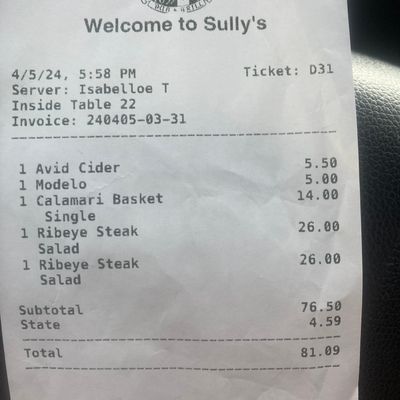 Welcome to Sully's
4/5/24, 5:58 PM Ticket: D31
Server: Isabelloe T
Inside Table 22
Invoice: 240405-03-31
1 Avid Cider 5.50
1 Modelo 5.00
1 Calamari Basket 14.00
Single
1 Ribeye Steak 26.00
Salad
1 Ribeye Steak 26.00
Salad
Subtotal 76.50
State 4.59
Total 81.09